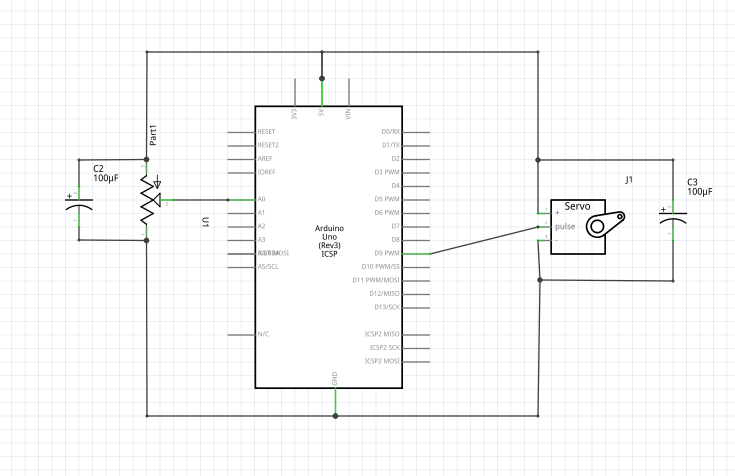 3V3
5V
VIN
Part1
C2
100µF
+
U1
RESET
RESET2
AREF
IOREF
A0
A1
A2
A3
A5/SCL
N/C
Arduino
Uno
(Rev3)
ICSP
D0/RX
D1/TX
D2
D3 PWM
D4
D5 PWM
D6 PWM
D7
D8
D9 PWM
D10 PWM/SS
D11 PWM/MOSI
D12/MISO
D13/SCK
ICSP2 MISO
ICSP2 SCK
ICSP2 MOSI
GND
J1
Servo
+
pulse
-
C3
100µF
+